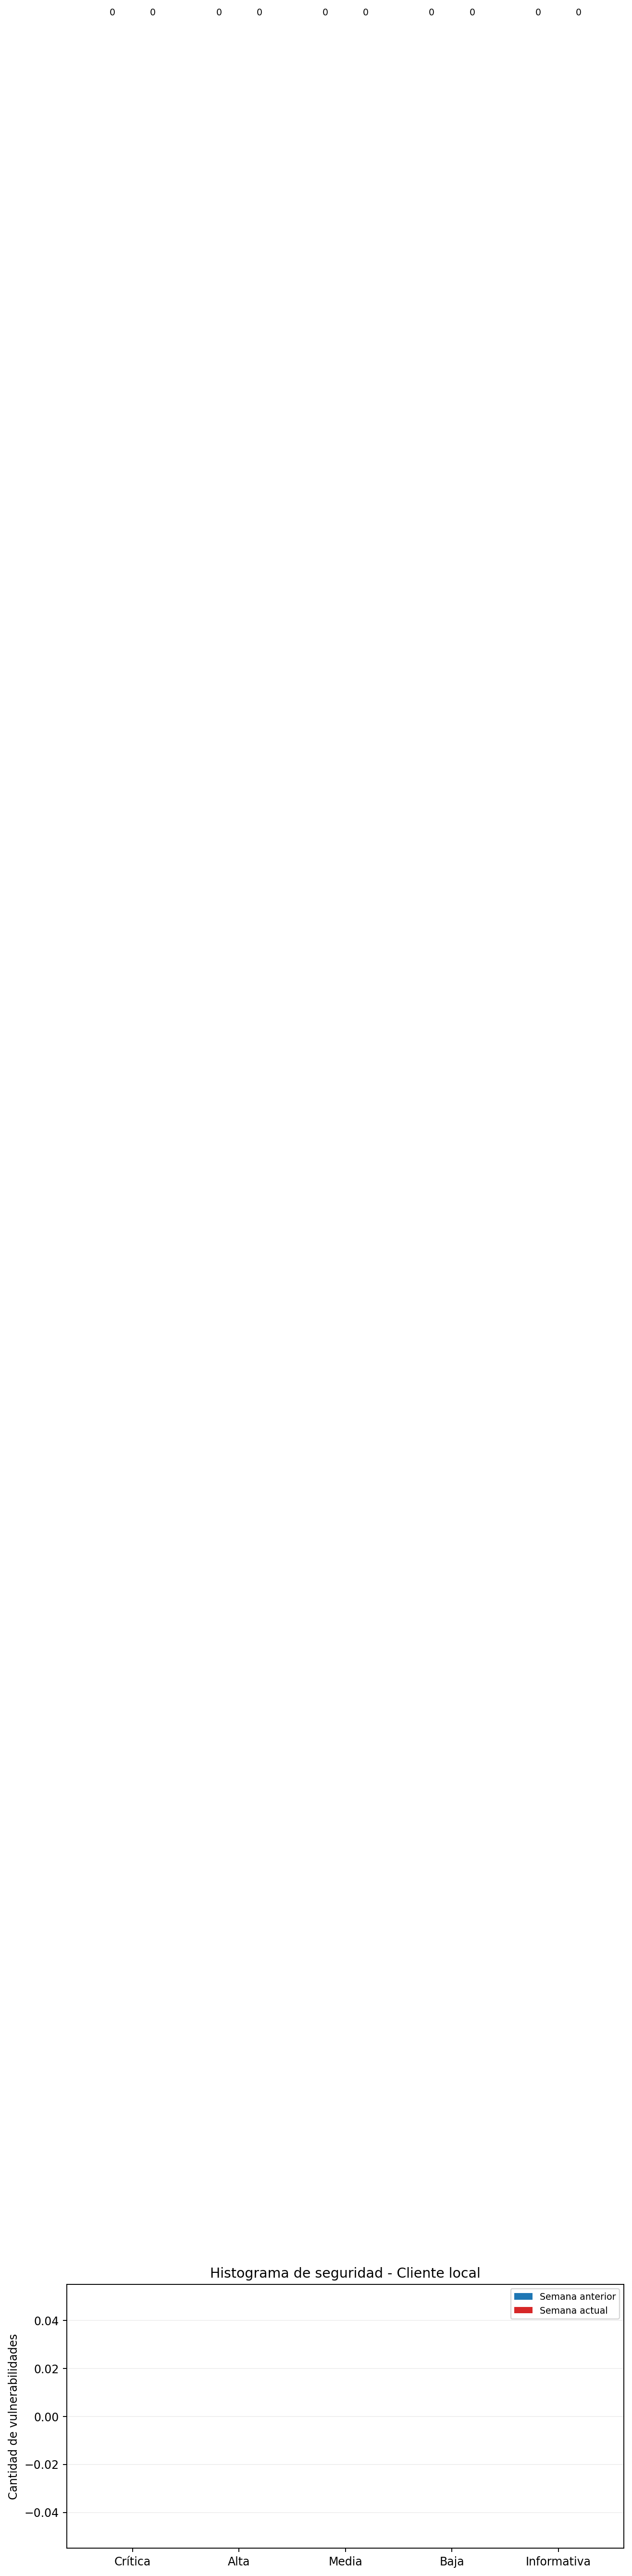 0 0 0 0 0 0 0 0 0 0
Histograma de seguridad - Cliente local
Semana anterior
Semana actual
Cantidad de vulnerabilidades
0.04
0.02
0.00
−0.02
−0.04
Crítica Alta Media Baja Informativa